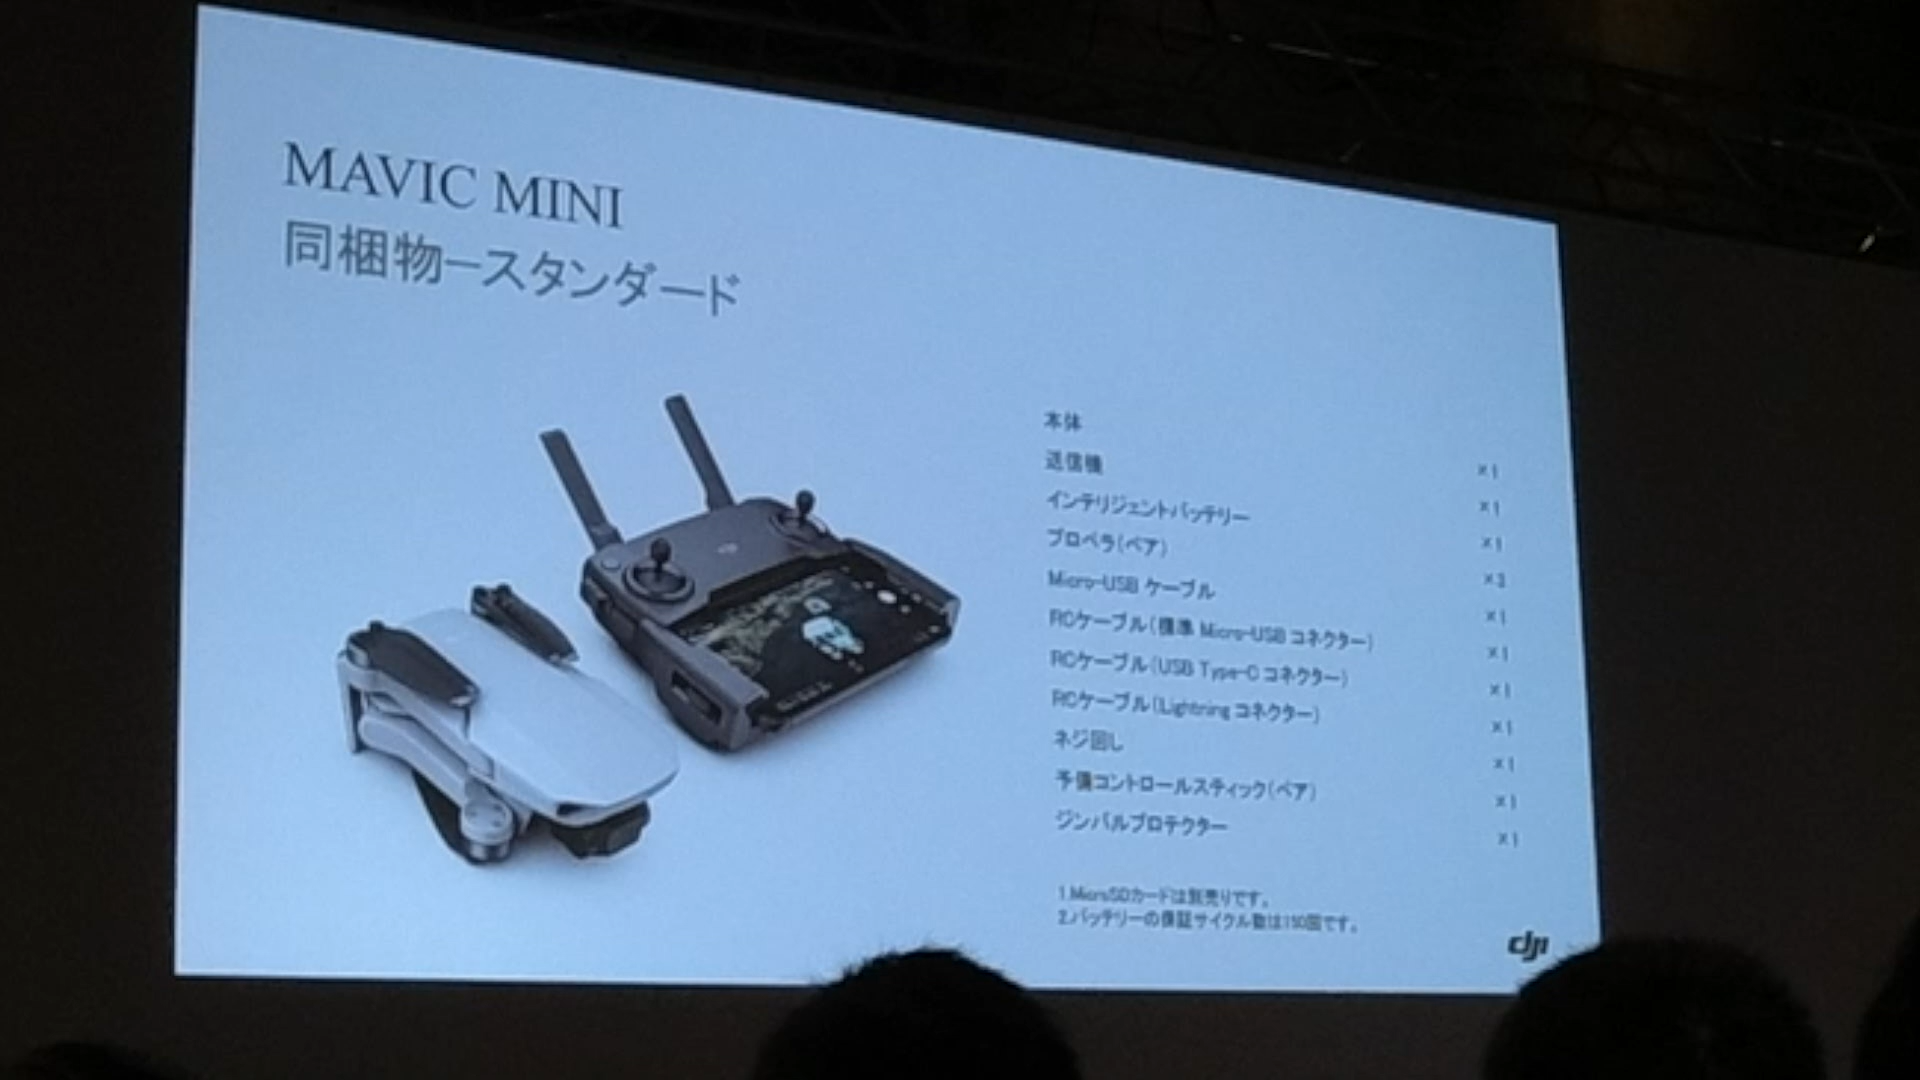 MAVIC MINI
同梱物ースタンダード
本体 ×1
送信機 ×1
インテリジェントバッテリー ×1
プロペラ(ペア) ×3
Micro-USB ケーブル ×1
RCケーブル(標準 Micro-USB コネクター) ×1
RCケーブル(USB Type-C コネクター) ×1
RCケーブル(Lightning コネクター) ×1
ネジ回し ×1
予備コントロールスティック(ペア) ×1
ジンバルプロテクター ×1
1.MicroSDカードは別売りです。
2.バッテリーの保証サイクル数は150回です。
dji